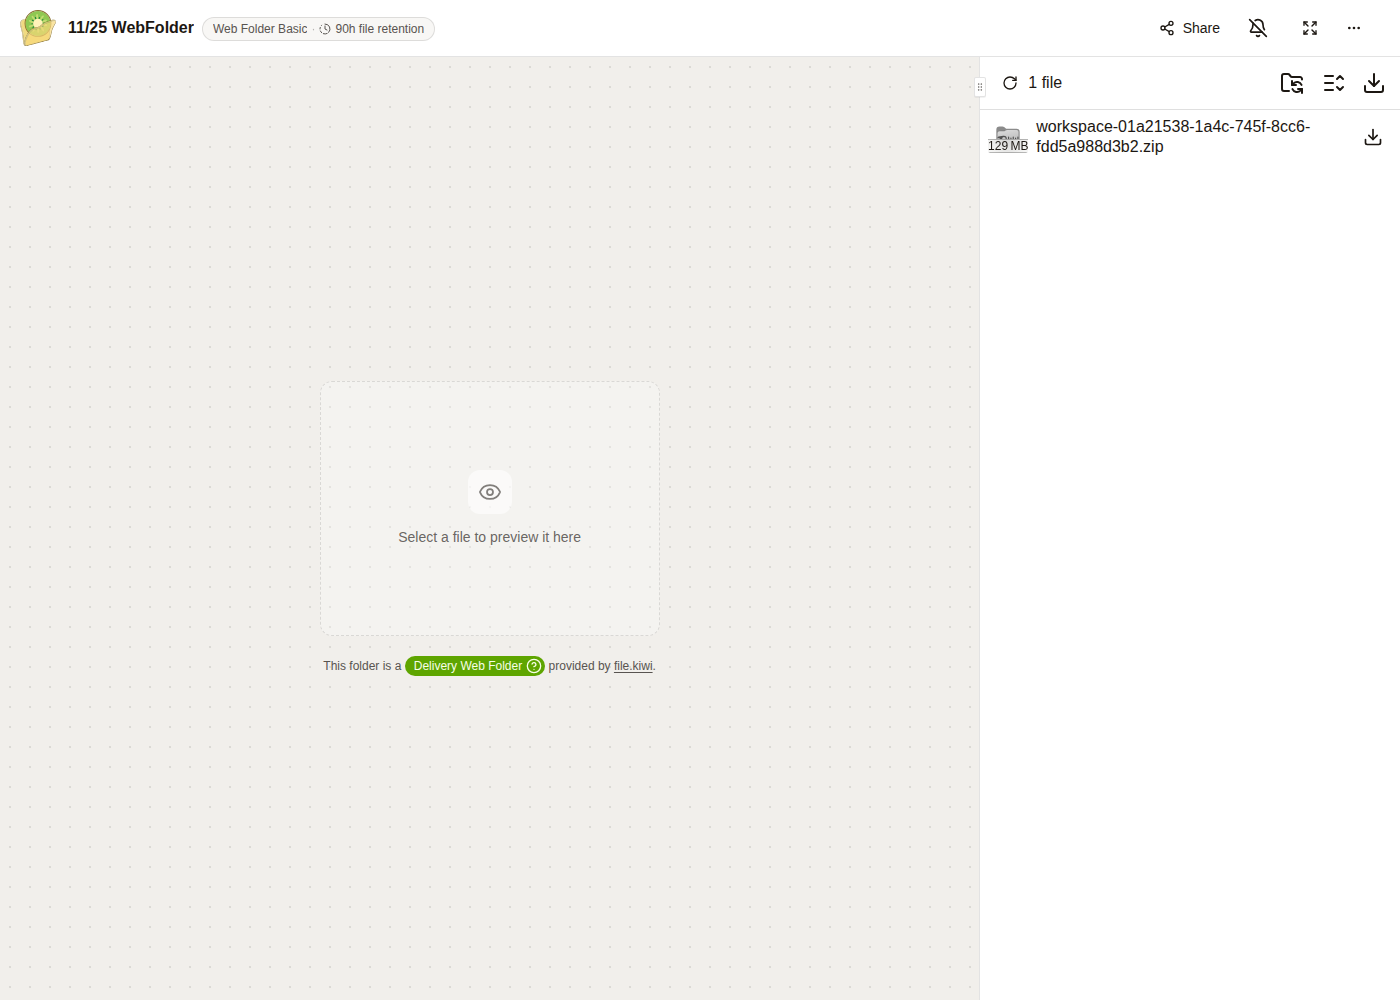 11/25 WebFolder
Web Folder Basic · 90h file retention
Share
1 file
129 MB
workspace-01a21538-1a4c-745f-8cc6-
fdd5a988d3b2.zip
Select a file to preview it here
This folder is a Delivery Web Folder provided by file.kiwi.